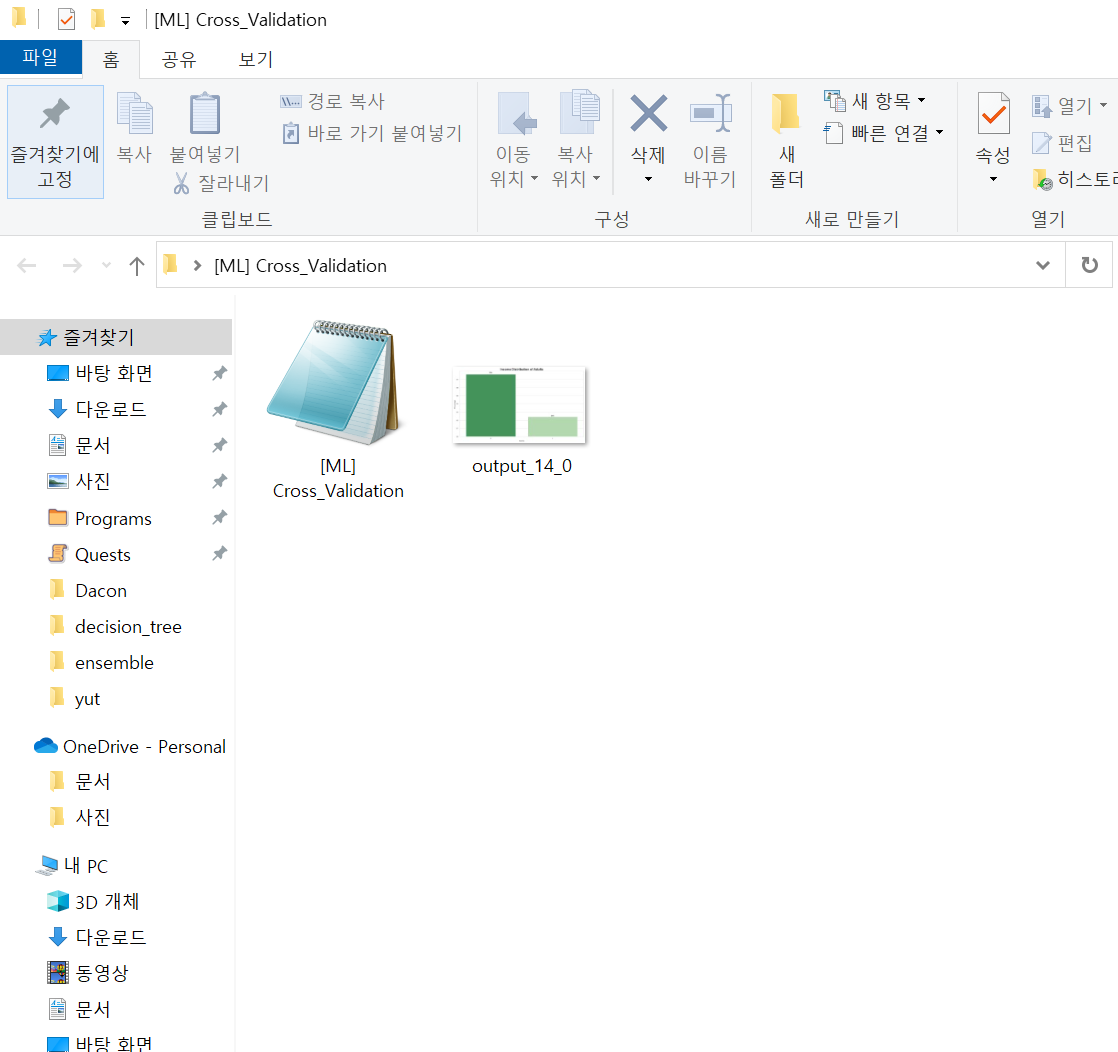 [ML] Cross_Validation
파일
홈
공유
보기
즐겨찾기에
고정
복사
붙여넣기
경로 복사
바로 가기 붙여넣기
잘라내기
클립보드
이동
위치
복사
위치
삭제
이름
바꾸기
구성
새
폴더
새 항목
빠른 연결
새로 만들기
속성
열기
편집
열기
[ML] Cross_Validation
즐겨찾기
바탕 화면
다운로드
문서
사진
Programs
Quests
Dacon
decision_tree
ensemble
yut
OneDrive - Personal
문서
사진
내 PC
3D 개체
다운로드
동영상
문서
바탕 화면
[ML]
Cross_Validation
output_14_0